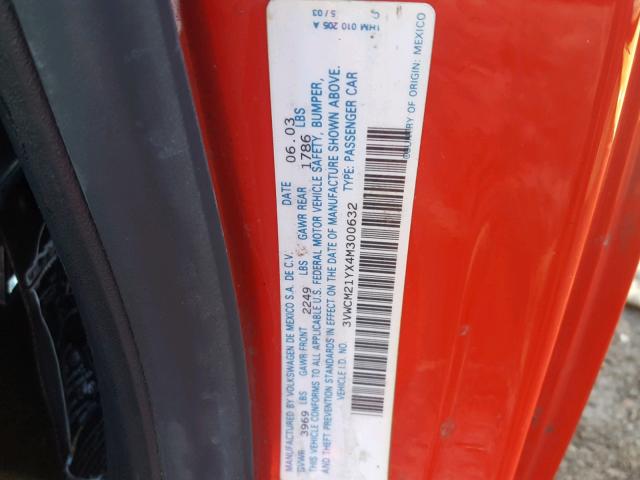 MANUFACTURED BY VOLKSWAGEN DE MEXICO S.A. DE C.V. DATE 06.03
GVWR 3969 LBS GAWR FRONT 2249 LBS GAWR REAR 1786 LBS
THIS VEHICLE CONFORMS TO ALL APPLICABLE U.S. FEDERAL MOTOR VEHICLE SAFETY, BUMPER,
AND THEFT PREVENTION STANDARDS IN EFFECT ON THE DATE OF MANUFACTURE SHOWN ABOVE.
VEHICLE I.D. NO. 3VWCM21YX4M300632 TYPE: PASSENGER CAR
COUNTRY OF ORIGIN: MEXICO
1HM 010 205 A
5/03